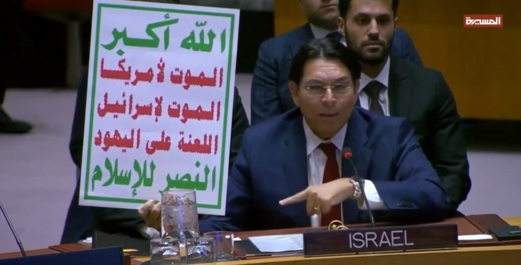 المسيرة
الله أكبر
الموت لأمريكا
الموت لإسرائيل
اللعنة على اليهود
النصر للإسلام
ISRAEL